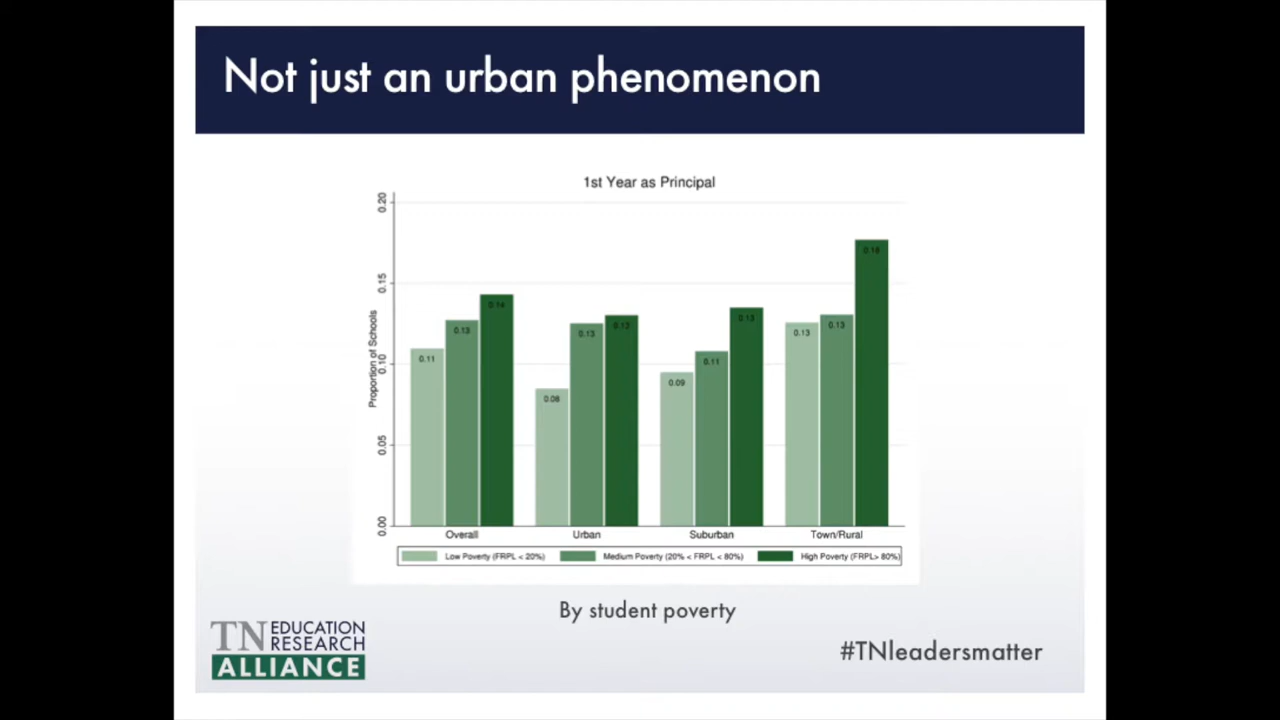 Not just an urban phenomenon
1st Year as Principal
Proportion of Schools
0.20
0.15
0.10
0.05
0.00
0.11
0.13
0.14
0.08
0.13
0.13
0.09
0.11
0.13
0.13
0.13
0.18
Overall
Urban
Suburban
Town/Rural
Low Poverty (FRPL < 20%)
Medium Poverty (20% < FRPL < 80%)
High Poverty (FRPL> 80%)
By student poverty
TN EDUCATION
RESEARCH
ALLIANCE
#TNleadersmatter